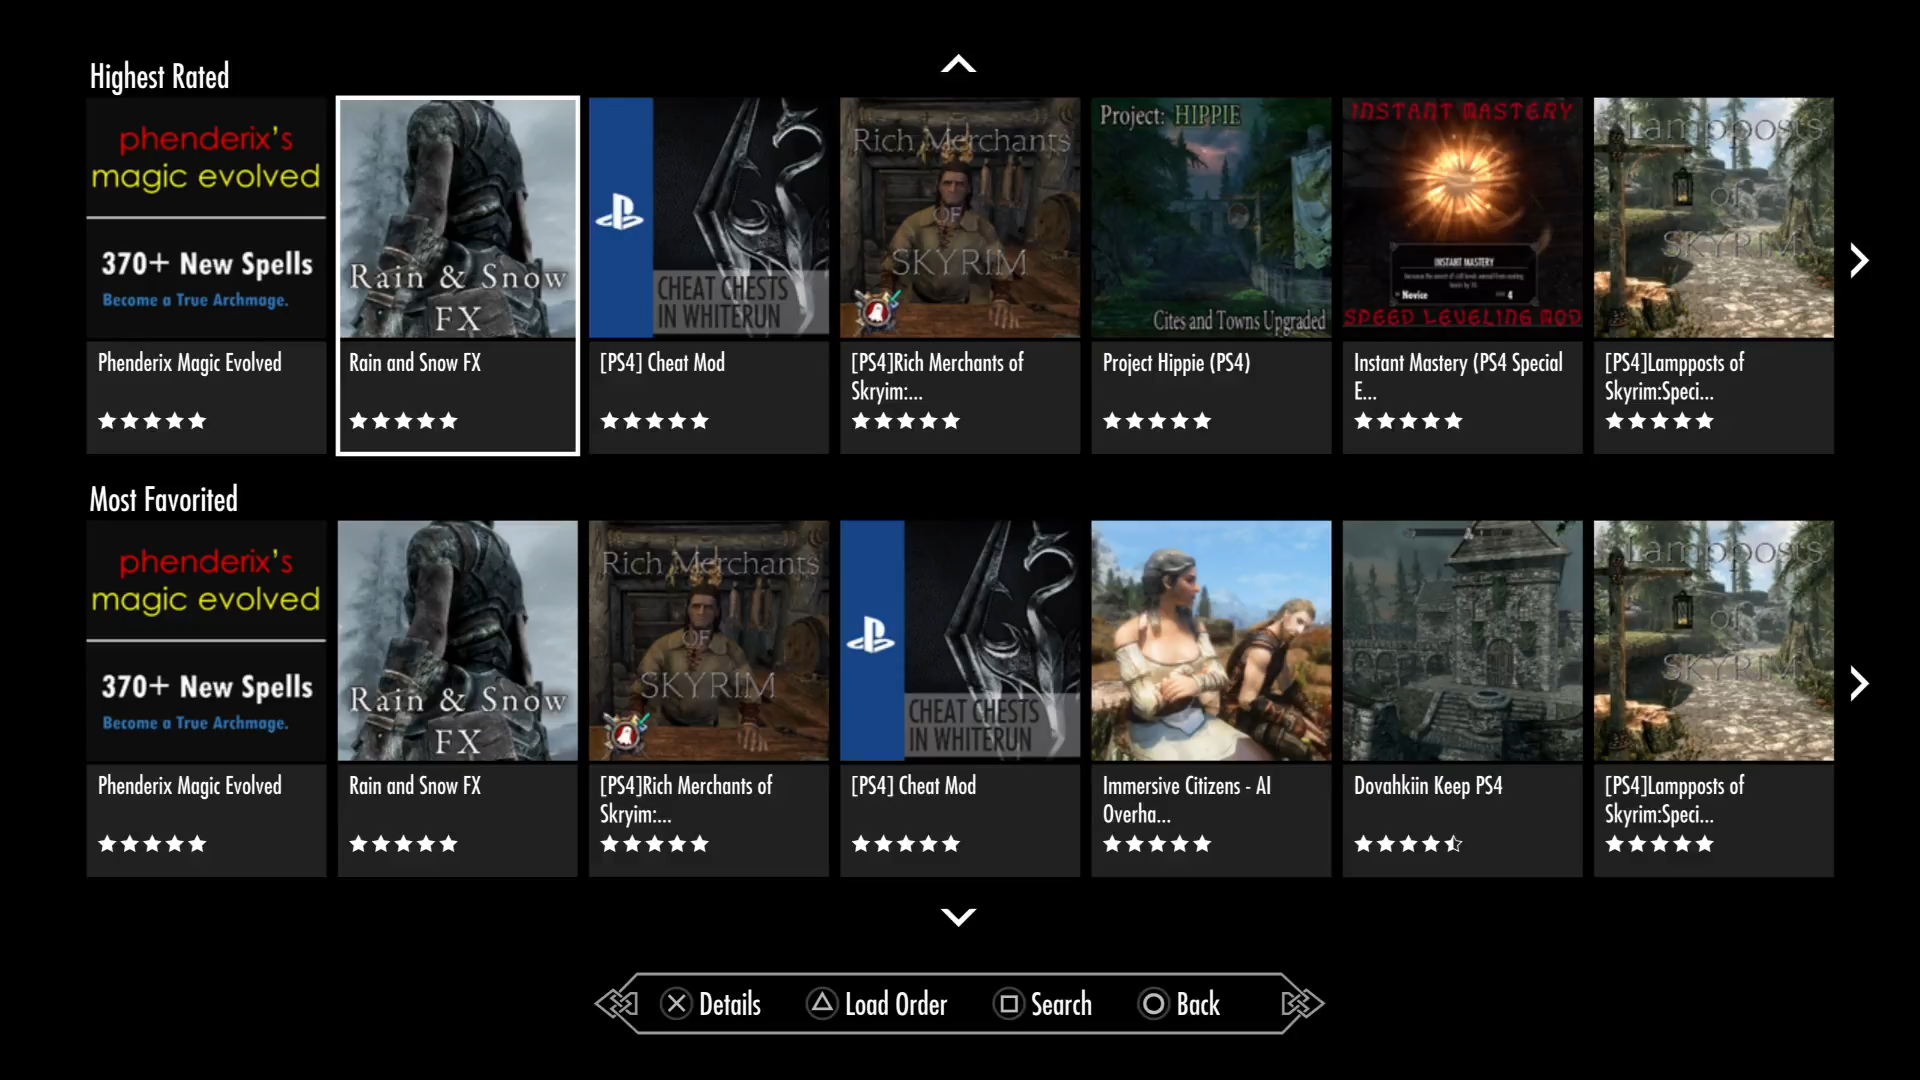 Highest Rated
phenderix's
magic evolved
370+ New Spells
Become a True Archmage.
Phenderix Magic Evolved
Rain & Snow
FX
Rain and Snow FX
CHEAT CHESTS
IN WHITERUN
[PS4] Cheat Mod
Rich Merchants
OF
SKYRIM
[PS4]Rich Merchants of
Skryim:...
Project: HIPPIE
Cites and Towns Upgraded
Project Hippie (PS4)
INSTANT MASTERY
INSTANT MASTERY
Novice
4
SPEED LEVELING MOD
Instant Mastery (PS4 Special
E...
Lampposts
of
SKYRIM
[PS4]Lampposts of
Skyrim:Speci...
Most Favorited
phenderix's
magic evolved
370+ New Spells
Become a True Archmage.
Phenderix Magic Evolved
Rain & Snow
FX
Rain and Snow FX
Rich Merchants
OF
SKYRIM
[PS4]Rich Merchants of
Skryim:...
CHEAT CHESTS
IN WHITERUN
[PS4] Cheat Mod
Immersive Citizens - AI
Overha...
Dovahkiin Keep PS4
Lampposts
of
SKYRIM
[PS4]Lampposts of
Skyrim:Speci...
Details
Load Order
Search
Back